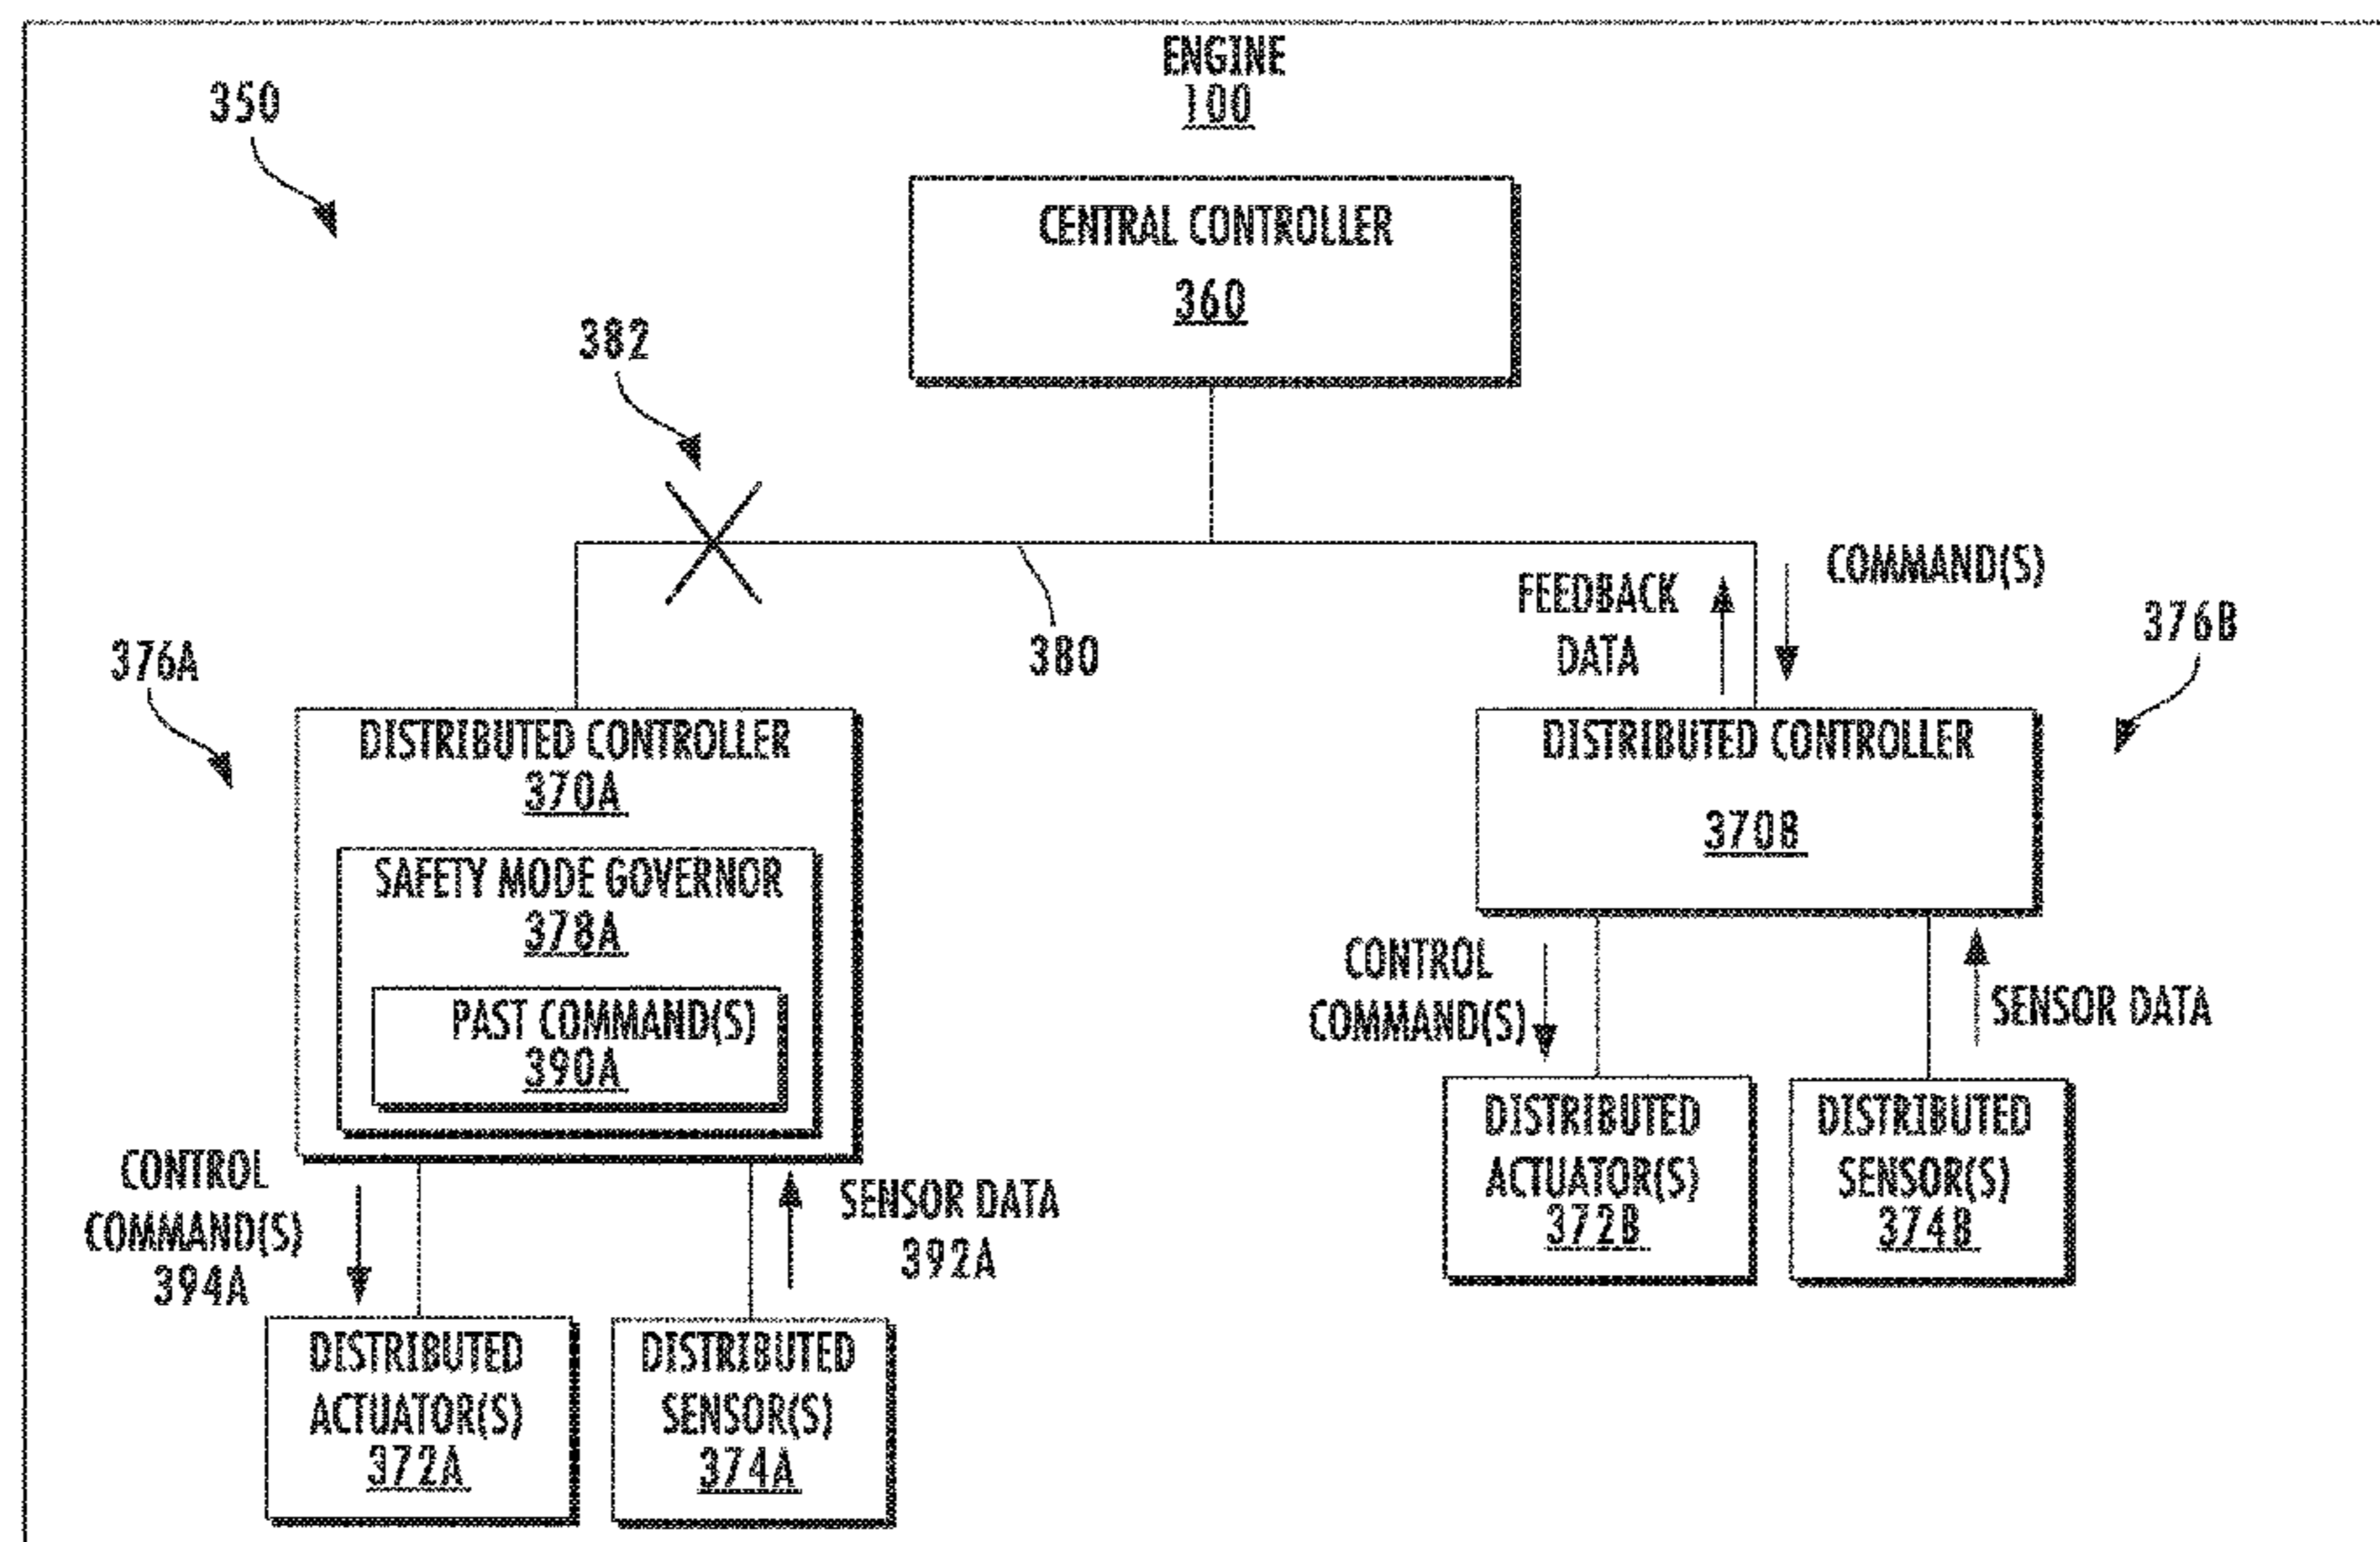 ENGINE
100
350
CENTRAL CONTROLLER
360
382
380
FEEDBACK
DATA
COMMAND(S)
376A
376B
DISTRIBUTED CONTROLLER
370A
SAFETY MODE GOVERNOR
378A
PAST COMMAND(S)
390A
DISTRIBUTED CONTROLLER
370B
CONTROL
COMMAND(S)
SENSOR DATA
DISTRIBUTED
ACTUATOR(S)
372B
DISTRIBUTED
SENSOR(S)
374B
CONTROL
COMMAND(S)
394A
SENSOR DATA
392A
DISTRIBUTED
ACTUATOR(S)
372A
DISTRIBUTED
SENSOR(S)
374A